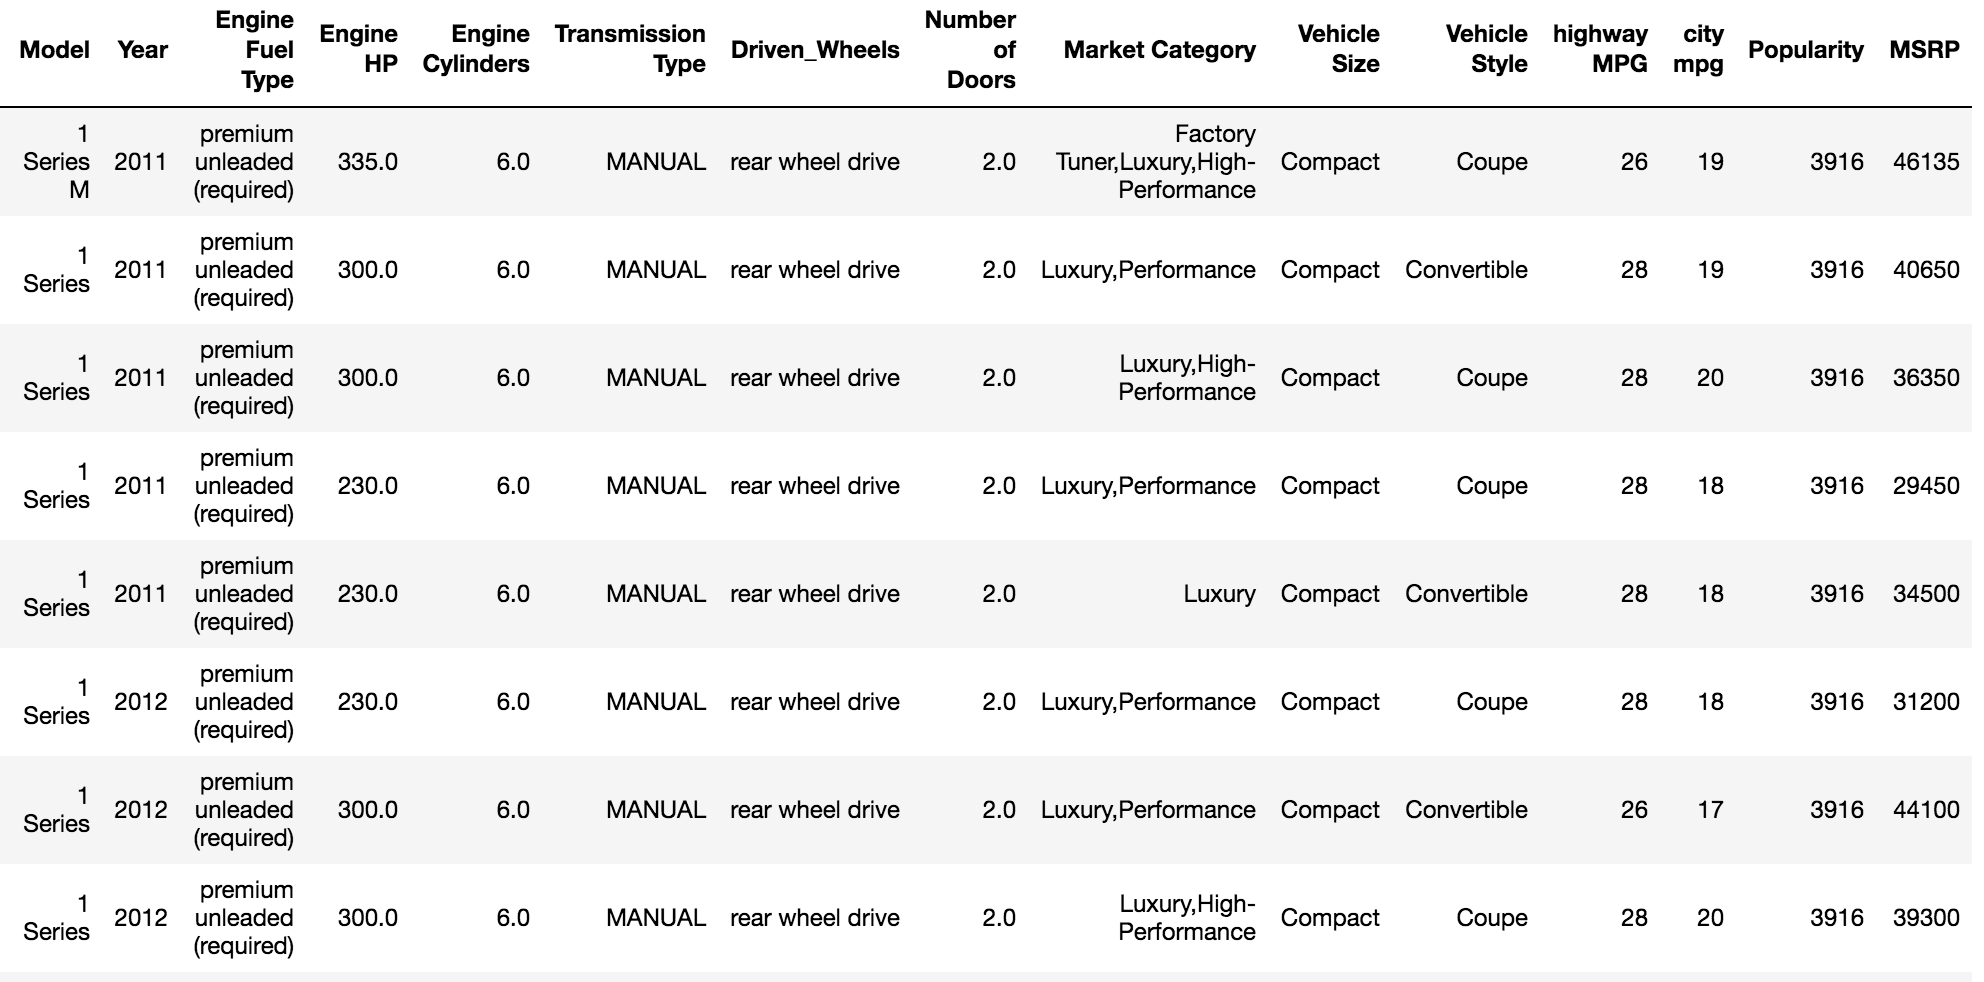 Model Year Engine Fuel Type Engine HP Engine Cylinders Transmission Type Driven_Wheels Number of Doors Market Category Vehicle Size Vehicle Style highway MPG city mpg Popularity MSRP
1 Series M 2011 premium unleaded (required) 335.0 6.0 MANUAL rear wheel drive 2.0 Factory Tuner,Luxury,High-Performance Compact Coupe 26 19 3916 46135
1 Series 2011 premium unleaded (required) 300.0 6.0 MANUAL rear wheel drive 2.0 Luxury,Performance Compact Convertible 28 19 3916 40650
1 Series 2011 premium unleaded (required) 300.0 6.0 MANUAL rear wheel drive 2.0 Luxury,High-Performance Compact Coupe 28 20 3916 36350
1 Series 2011 premium unleaded (required) 230.0 6.0 MANUAL rear wheel drive 2.0 Luxury,Performance Compact Coupe 28 18 3916 29450
1 Series 2011 premium unleaded (required) 230.0 6.0 MANUAL rear wheel drive 2.0 Luxury Compact Convertible 28 18 3916 34500
1 Series 2012 premium unleaded (required) 230.0 6.0 MANUAL rear wheel drive 2.0 Luxury,Performance Compact Coupe 28 18 3916 31200
1 Series 2012 premium unleaded (required) 300.0 6.0 MANUAL rear wheel drive 2.0 Luxury,Performance Compact Convertible 26 17 3916 44100
1 Series 2012 premium unleaded (required) 300.0 6.0 MANUAL rear wheel drive 2.0 Luxury,High-Performance Compact Coupe 28 20 3916 39300